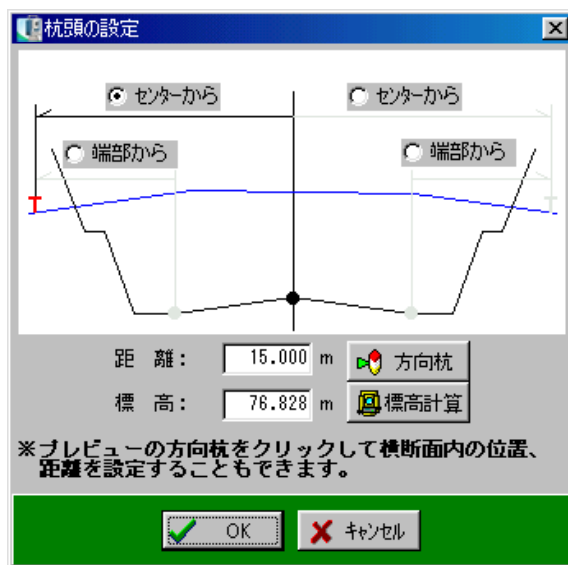 杭頭の設定
センターから センターから
端部から 端部から
距 離： 15.000 m 方向杭
標 高： 76.828 m 標高計算
※プレビューの方向杭をクリックして横断面内の位置、
距離を設定することもできます。
OK キャンセル